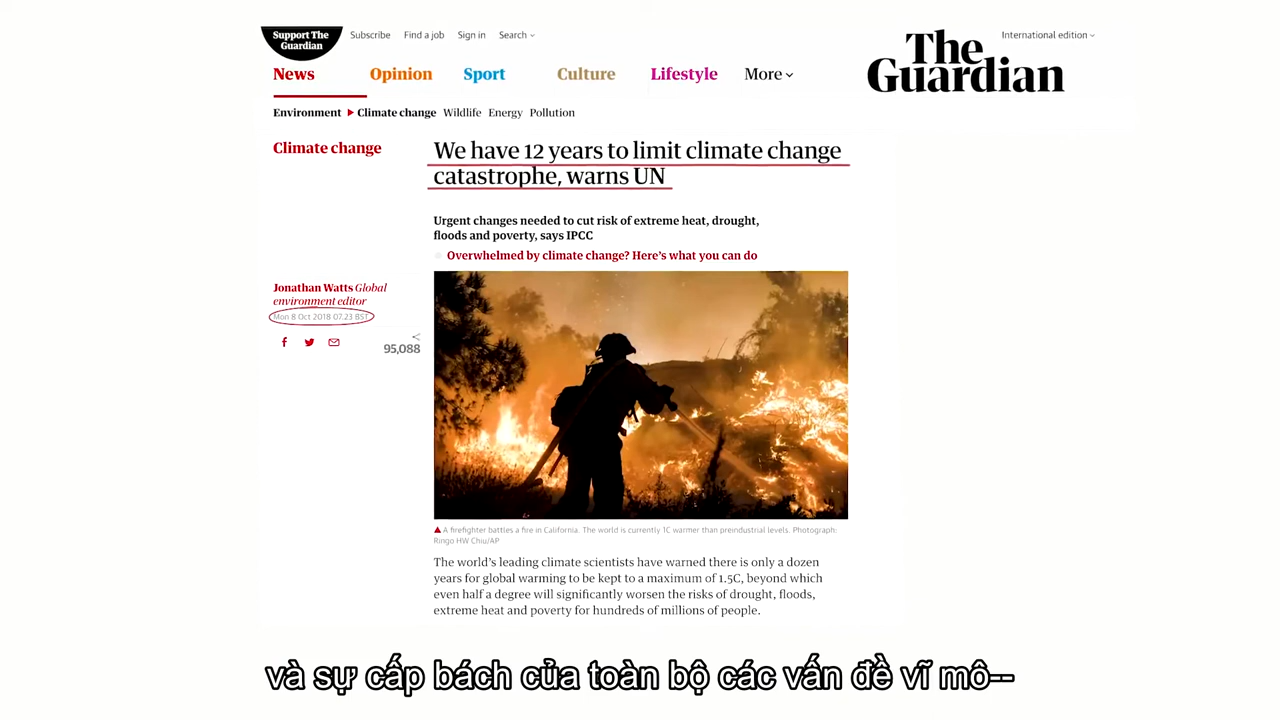 Support The
Guardian
Subscribe Find a job Sign in Search
International edition
The
Guardian
News Opinion Sport Culture Lifestyle More
Environment Climate change Wildlife Energy Pollution
Climate change
We have 12 years to limit climate change
catastrophe, warns UN
Urgent changes needed to cut risk of extreme heat, drought,
floods and poverty, says IPCC
Overwhelmed by climate change? Here's what you can do
Jonathan Watts Global
environment editor
Mon 8 Oct 2018 07.23 BST
95,088
A firefighter battles a fire in California. The world is currently 1C warmer than preindustrial levels. Photograph:
Ringo HW Chiu/AP
The world's leading climate scientists have warned there is only a dozen
years for global warming to be kept to a maximum of 1.5C, beyond which
even half a degree will significantly worsen the risks of drought, floods,
extreme heat and poverty for hundreds of millions of people.
và sự cấp bách của toàn bộ các vấn đề vĩ mô--